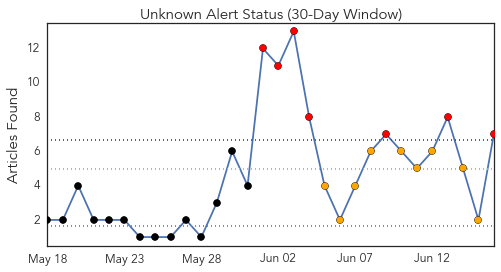 Unknown Alert Status (30-Day Window)
Articles Found
12
10
8
6
4
2
May 18
May 23
May 28
Jun 02
Jun 07
Jun 12